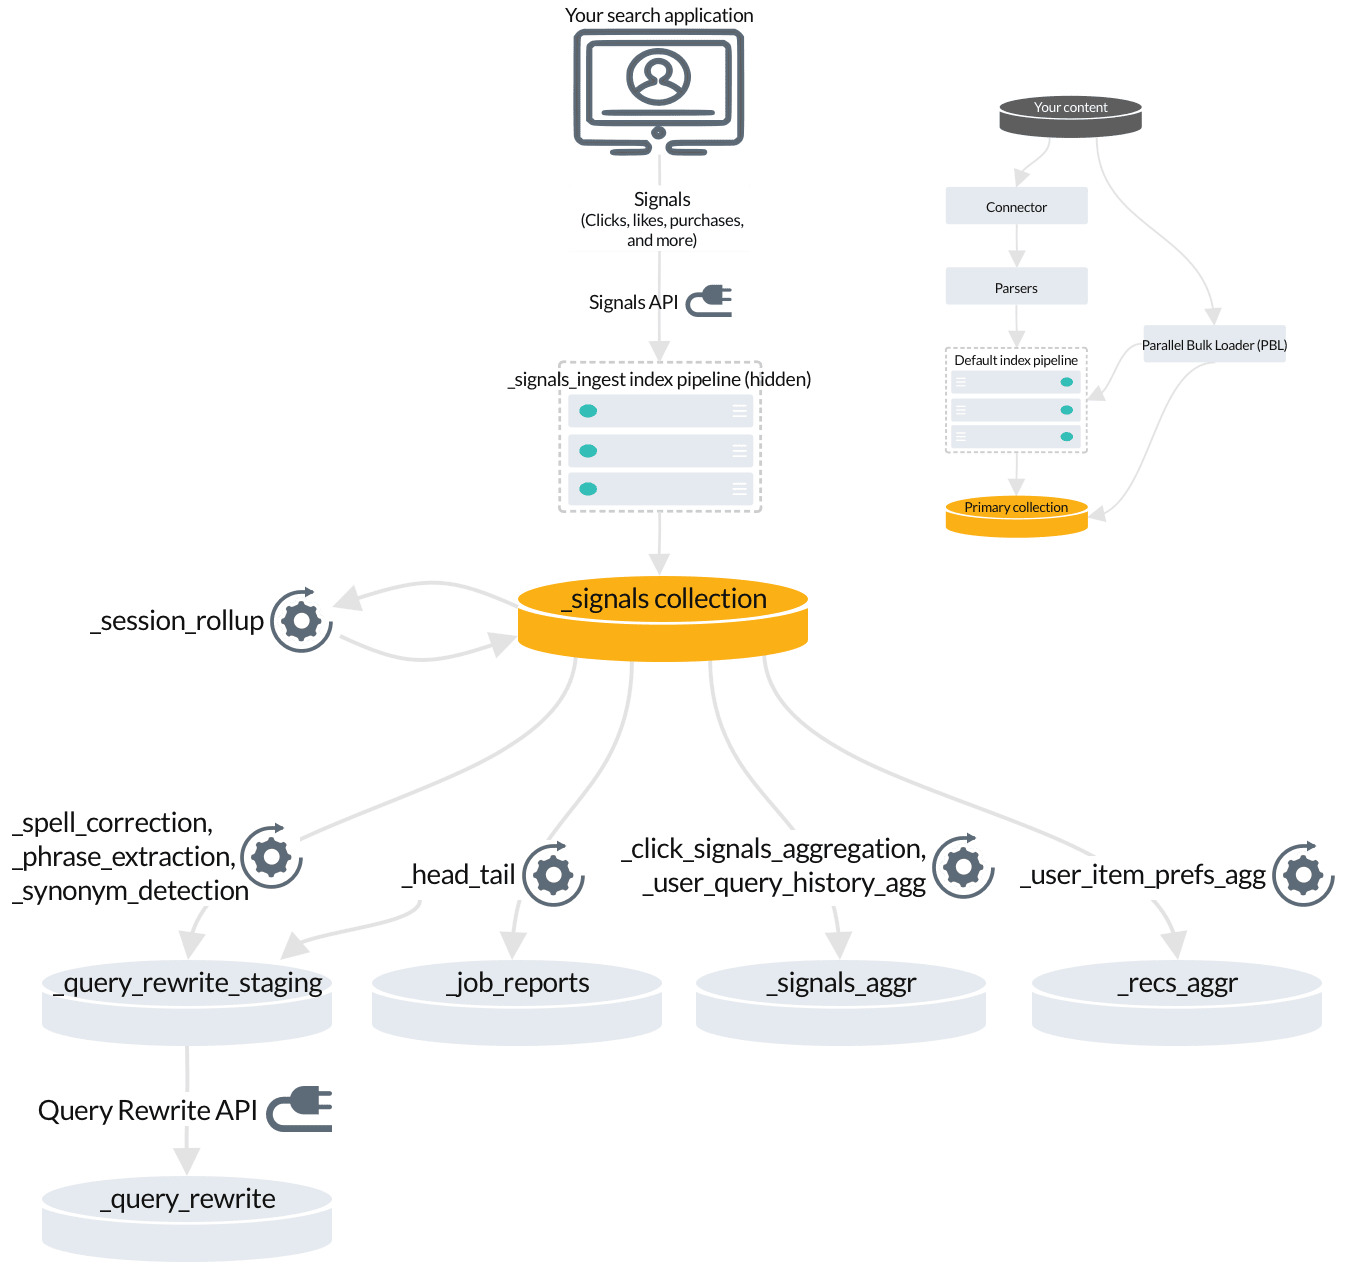 Your search application
Signals
(Clicks, likes, purchases,
and more)
Signals API
_signals_ingest index pipeline (hidden)
Your content
Connector
Parsers
Parallel Bulk Loader (PBL)
Default index pipeline
Primary collection
_signals collection
_session_rollup
_spell_correction,
_phrase_extraction,
_synonym_detection
_head_tail
_click_signals_aggregation,
_user_query_history_agg
_user_item_prefs_agg
_query_rewrite_staging
_job_reports
_signals_aggr
_recs_aggr
Query Rewrite API
_query_rewrite